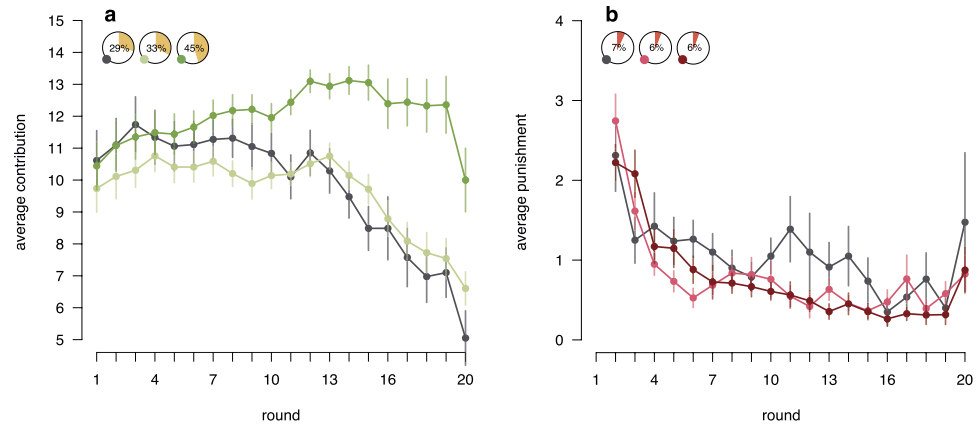 a
29% 33% 45%
average contribution
15
14
13
12
11
10
9
8
7
6
5
1 4 7 10 13 16 20
round
b
7% 6% 6%
average punishment
4
3
2
1
0
1 4 7 10 13 16 20
round